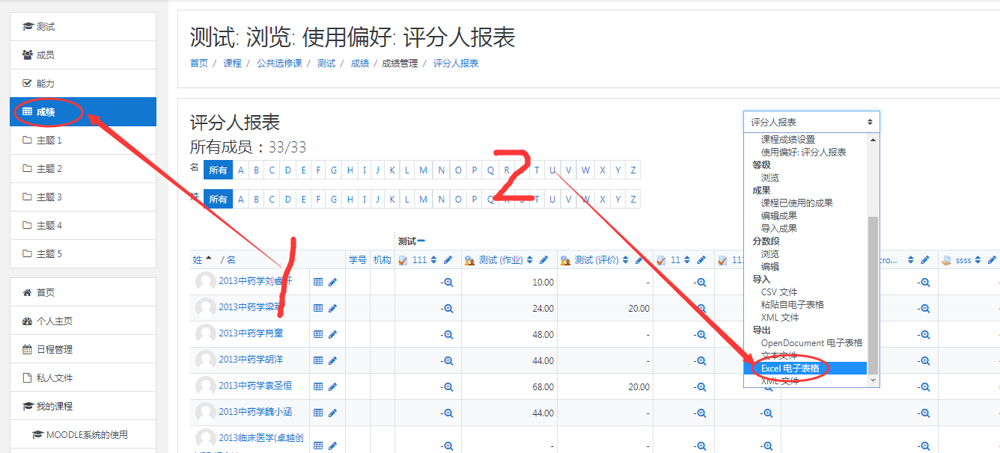 测试
成员
能力
成绩
主题 1
主题 2
主题 3
主题 4
主题 5
首页
个人主页
日程管理
私人文件
我的课程
MOODLE系统的使用
测试: 浏览: 使用偏好: 评分人报表
首页 / 课程 / 公共选修课 / 测试 / 成绩 / 成绩管理 / 评分人报表
评分人报表
所有成员：33/33
名 所有 A B C D E F G H I J K L M N O P Q R T U V W X Y Z
姓 所有 A B C D E F G H I J K L M N O P Q R S T U V W X Y Z
1
2
评分人报表
课程成绩设置
使用偏好: 评分人报表
等级
浏览
成果
课程已使用的成果
编辑成果
导入成果
分数段
浏览
编辑
导入
CSV 文件
粘贴自电子表格
XML 文件
导出
OpenDocument 电子表格
文本文件
Excel 电子表格
XML 文件
测试
姓 / 名 学号 机构 111 测试 (作业) 测试 (评价) 11 11 cro... ssss
2013中药学刘睿轩 - 10.00 - - -
2013中药学梁军 - 24.00 20.00 - -
2013中药学肖童 - 48.00 - - -
2013中药学胡洋 - 44.00 - - -
2013中药学袁圣恒 - 68.00 20.00 - - -
2013中药学魏小涵 - 44.00 - - - -
2013临床医学(卓越创 - - - - - -